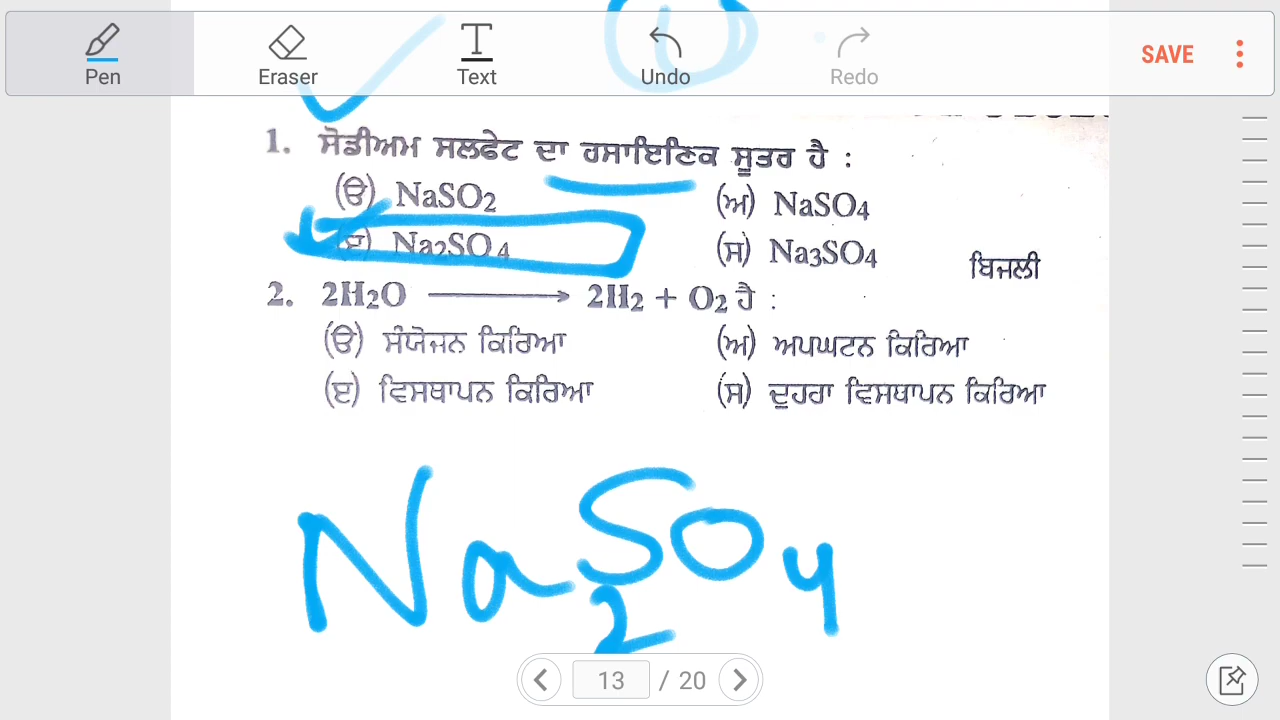 Pen Eraser Text Undo Redo SAVE
1. ਸੋਡੀਅਮ ਸਲਫੇਟ ਦਾ ਹਸਾਇਣਿਕ ਸੂਤਰ ਹੈ :
(ੳ) NaSO2 (ਅ) NaSO4
(ੲ) Na2SO4 (ਸ) Na3SO4
ਬਿਜਲੀ
2. 2H2O ⟶ 2H2 + O2 ਹੈ :
(ੳ) ਸੰਯੋਜਨ ਕਿਰਿਆ (ਅ) ਅਪਘਟਨ ਕਿਰਿਆ
(ੲ) ਵਿਸਥਾਪਨ ਕਿਰਿਆ (ਸ) ਦੁਹਰਾ ਵਿਸਥਾਪਨ ਕਿਰਿਆ
Na2SO4
13 / 20